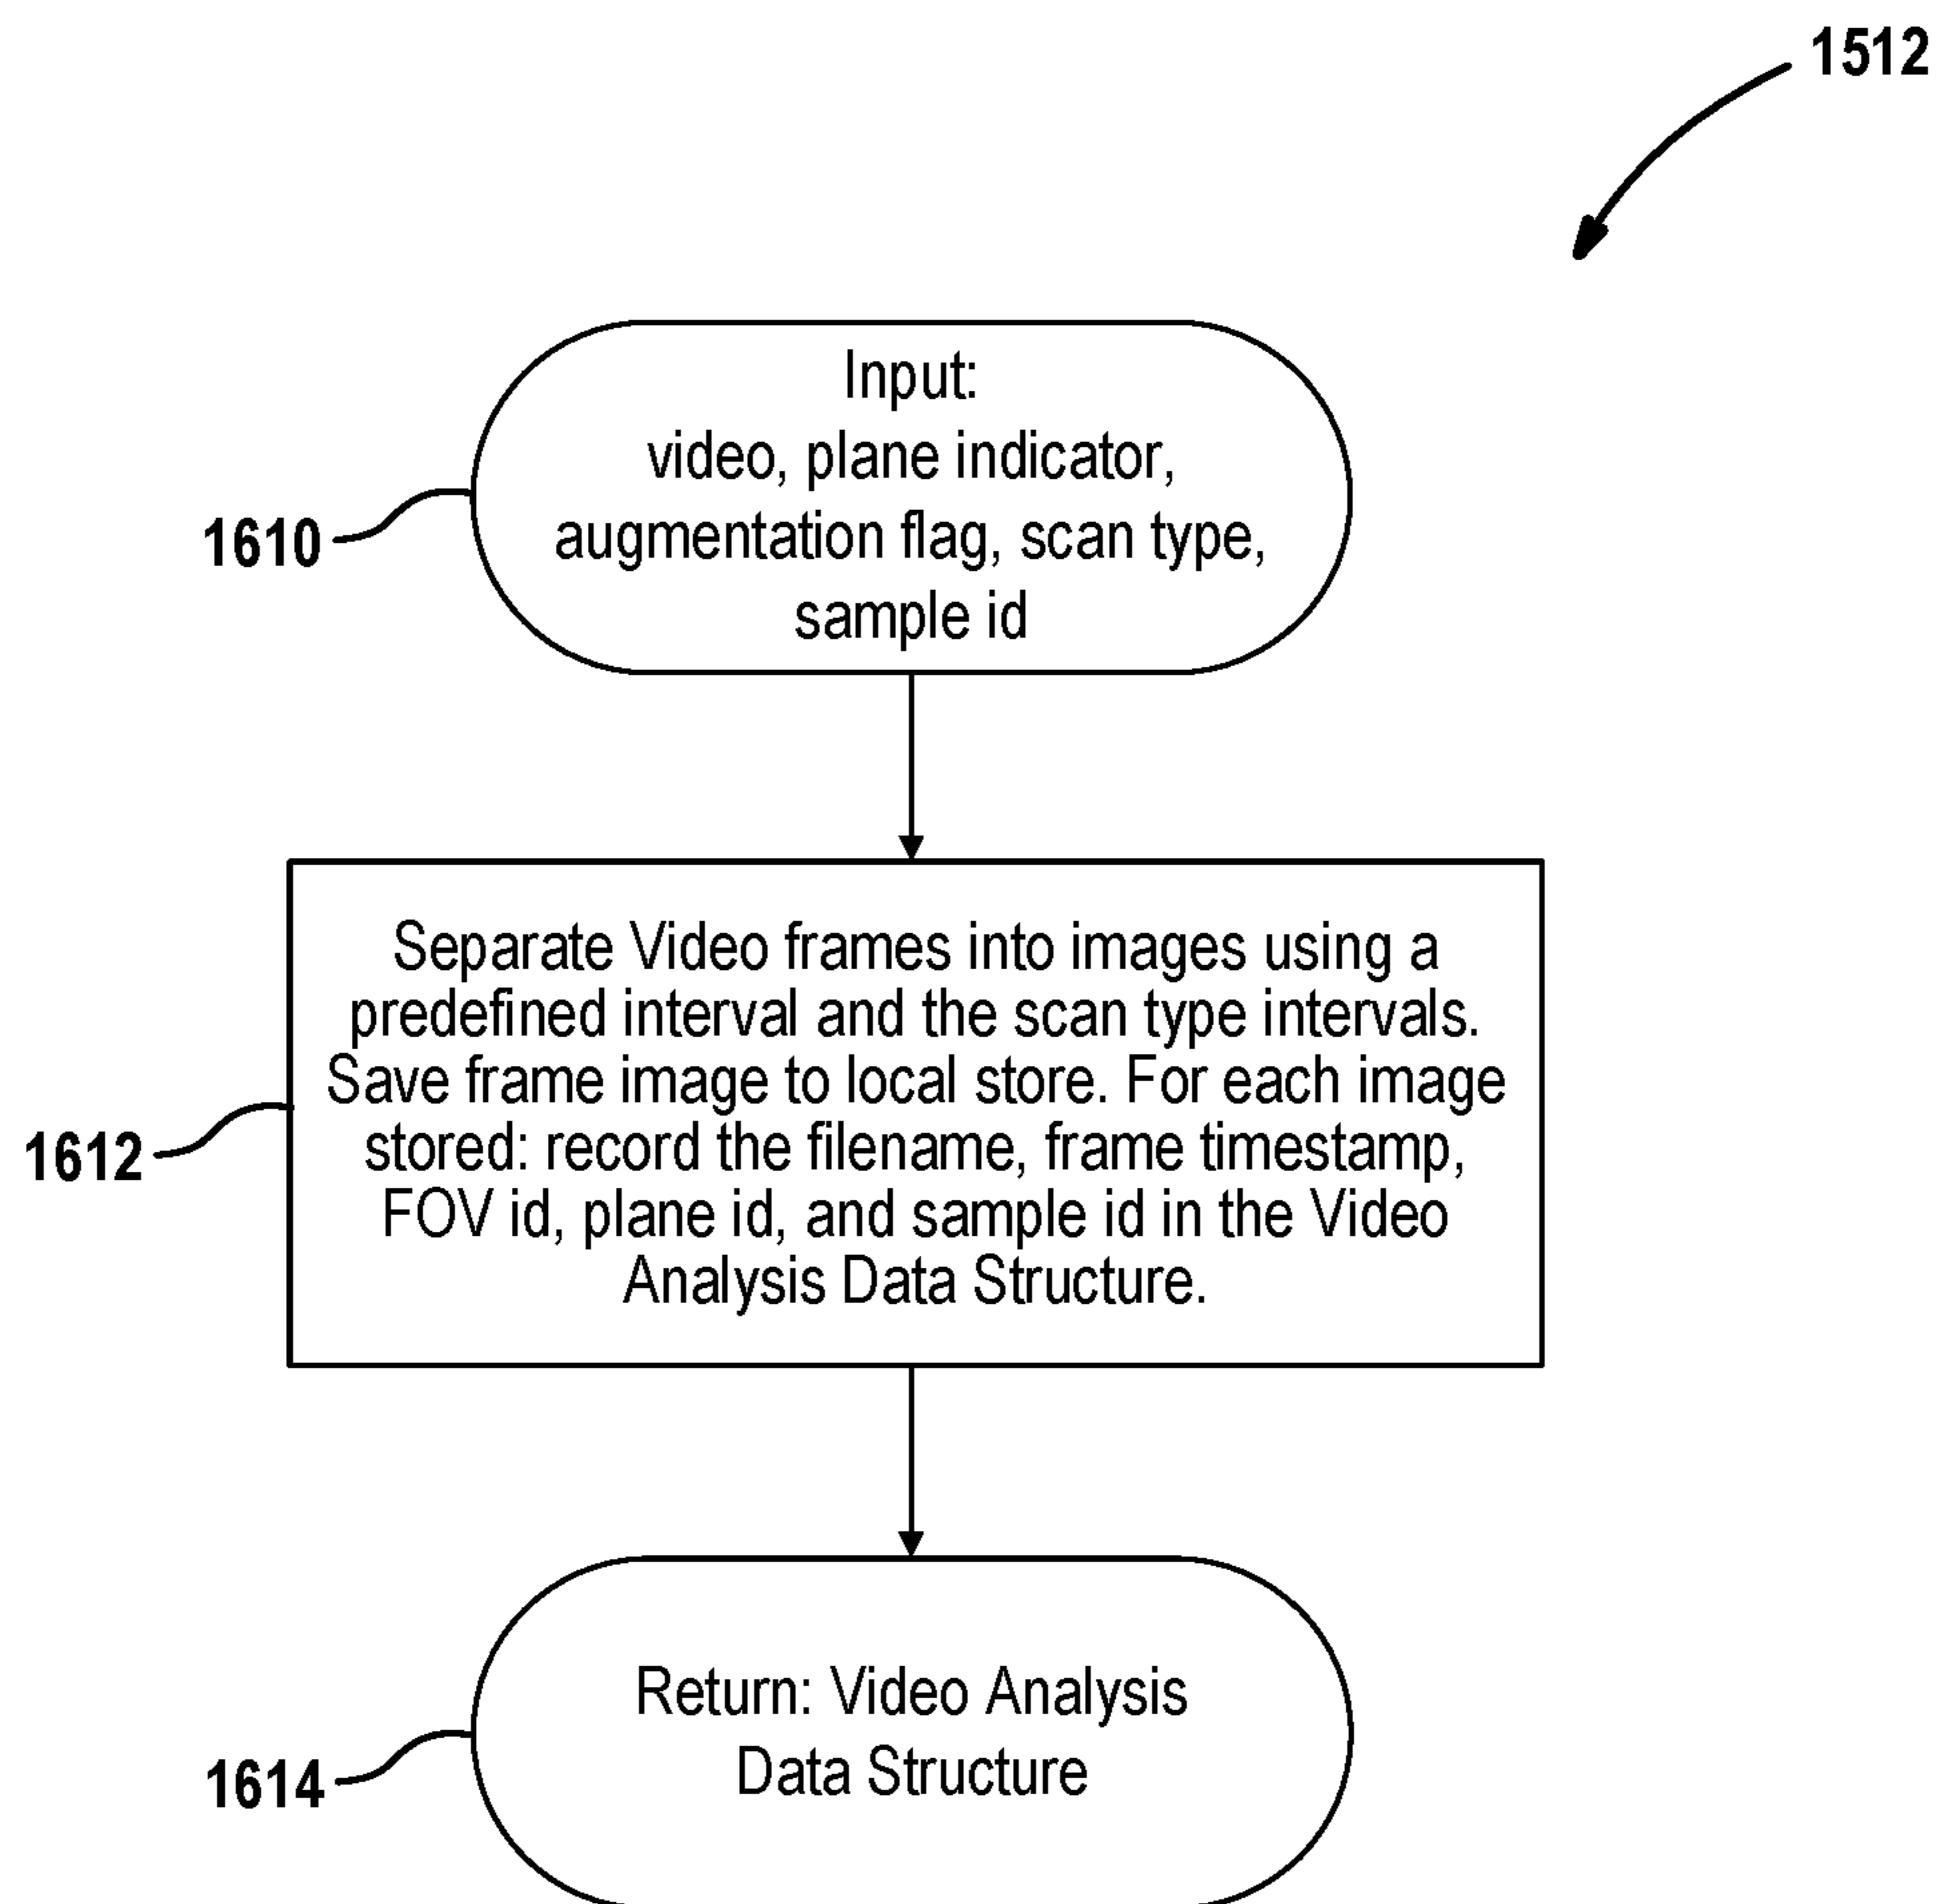 1512
Input:
video, plane indicator,
augmentation flag, scan type,
sample id
1610
Separate Video frames into images using a
predefined interval and the scan type intervals.
Save frame image to local store. For each image
stored: record the filename, frame timestamp,
FOV id, plane id, and sample id in the Video
Analysis Data Structure.
1612
Return: Video Analysis
Data Structure
1614